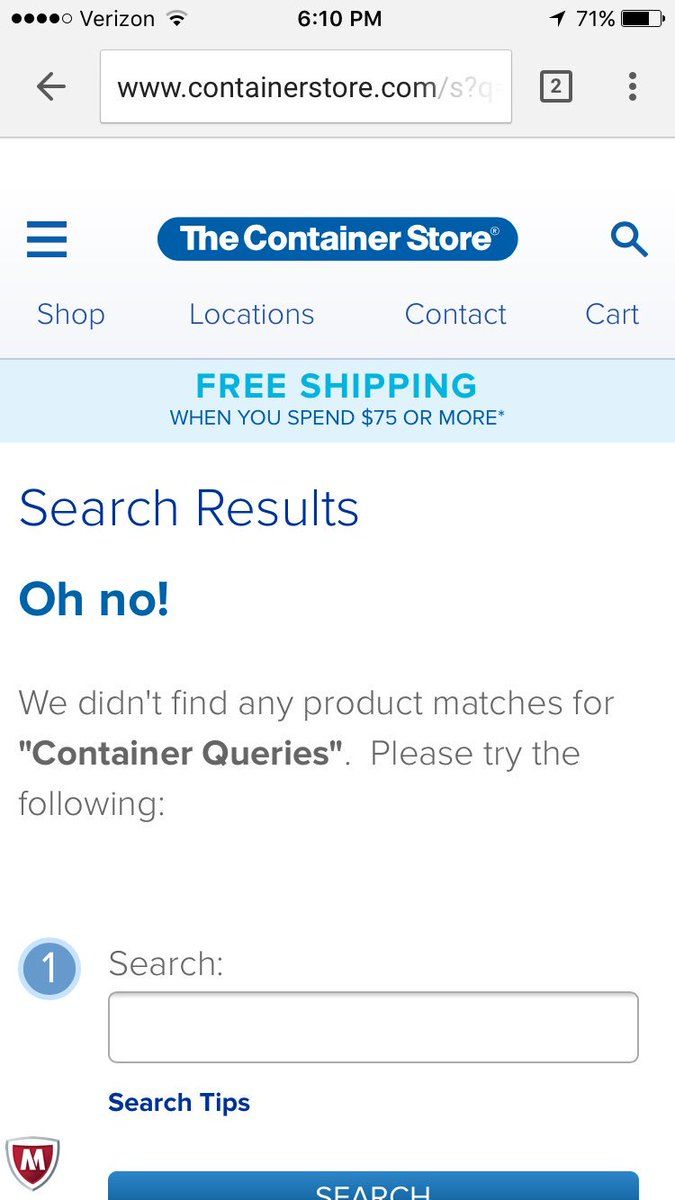 Verizon 6:10 PM 71%
www.containerstore.com/s?q= 2
The Container Store®
Shop Locations Contact Cart
FREE SHIPPING
WHEN YOU SPEND $75 OR MORE*
Search Results
Oh no!
We didn't find any product matches for
"Container Queries". Please try the
following:
1 Search:
Search Tips
M
SEARCH